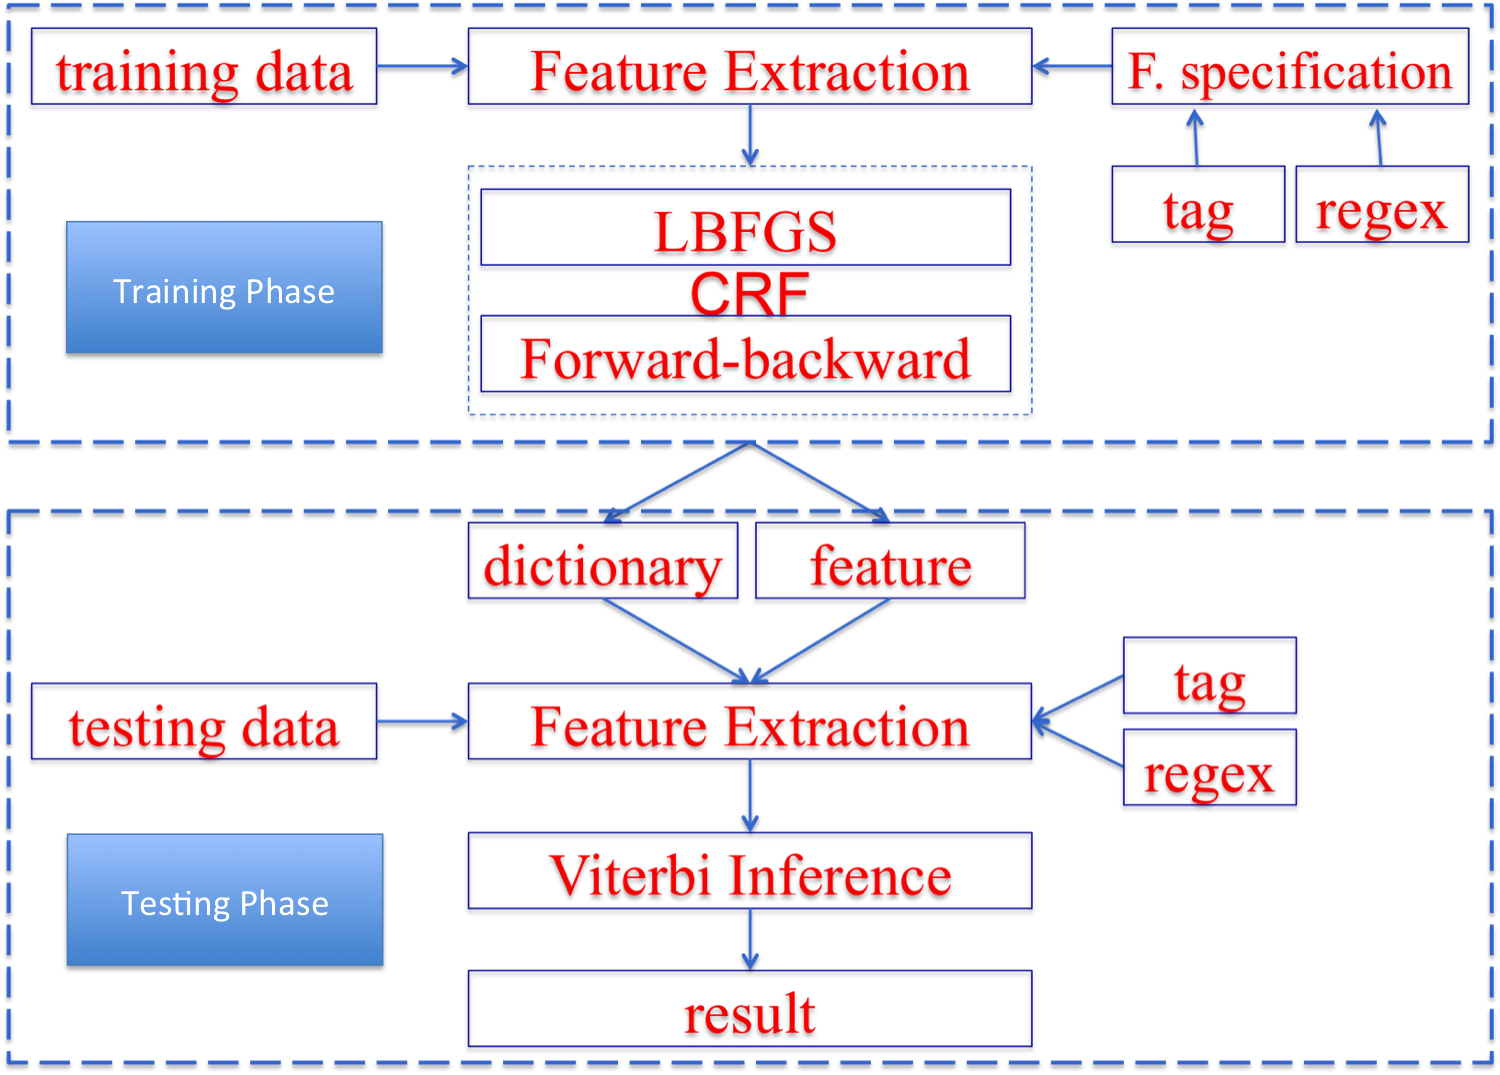 training data
Feature Extraction
F. specification
tag
regex
LBFGS
CRF
Forward-backward
Training Phase
dictionary
feature
testing data
Feature Extraction
tag
regex
Viterbi Inference
Testing Phase
result